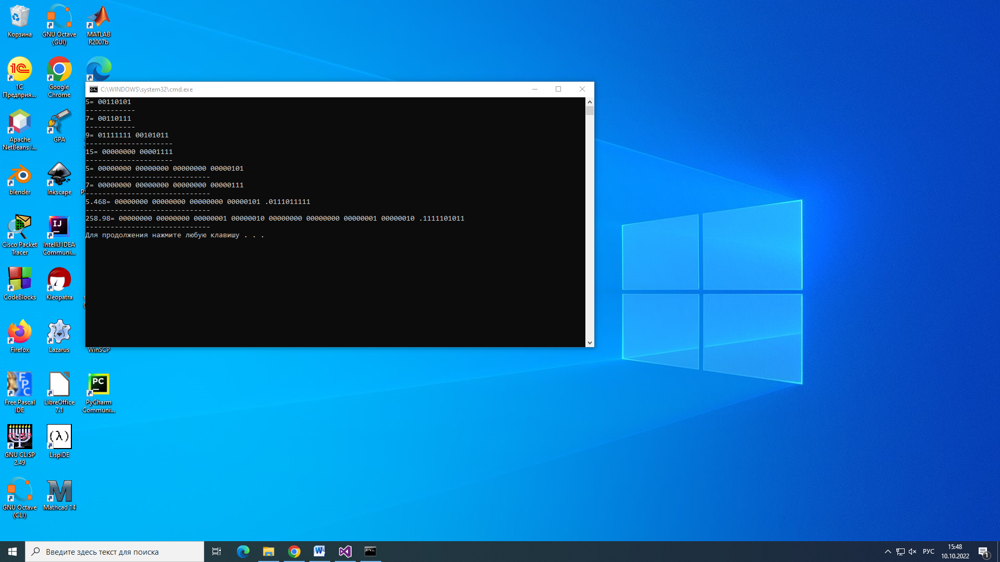 Корзина
GNU Octave
(GUI)
MATLAB
R2007b
1C
Предприя...
Google
Chrome
Apache
NetBeans I...
GPA
blender
Inkscape
Cisco Packet
Tracer
IntelliJ IDEA
Communi...
CodeBlocks
Kleopatra
Firefox
Lazarus
WinSCP
Free Pascal
IDE
LibreOffice
7.1
PyCharm
Communi...
GNU CLISP
2.49
LispIDE
GNU Octave
(CLI)
Mathcad 14
C:\WINDOWS\system32\cmd.exe
5= 00110101
------------
7= 00110111
------------
9= 01111111 00101011
---------------------
15= 00000000 00001111
---------------------
5= 00000000 00000000 00000000 00000101
------------------------------
7= 00000000 00000000 00000000 00000111
------------------------------
5.468= 00000000 00000000 00000000 00000101 .0111011111
------------------------------
258.98= 00000000 00000000 00000001 00000010 00000000 00000000 00000001 00000010 .1111101011
------------------------------
Для продолжения нажмите любую клавишу . . .
Введите здесь текст для поиска
РУС
15:48
10.10.2022
1